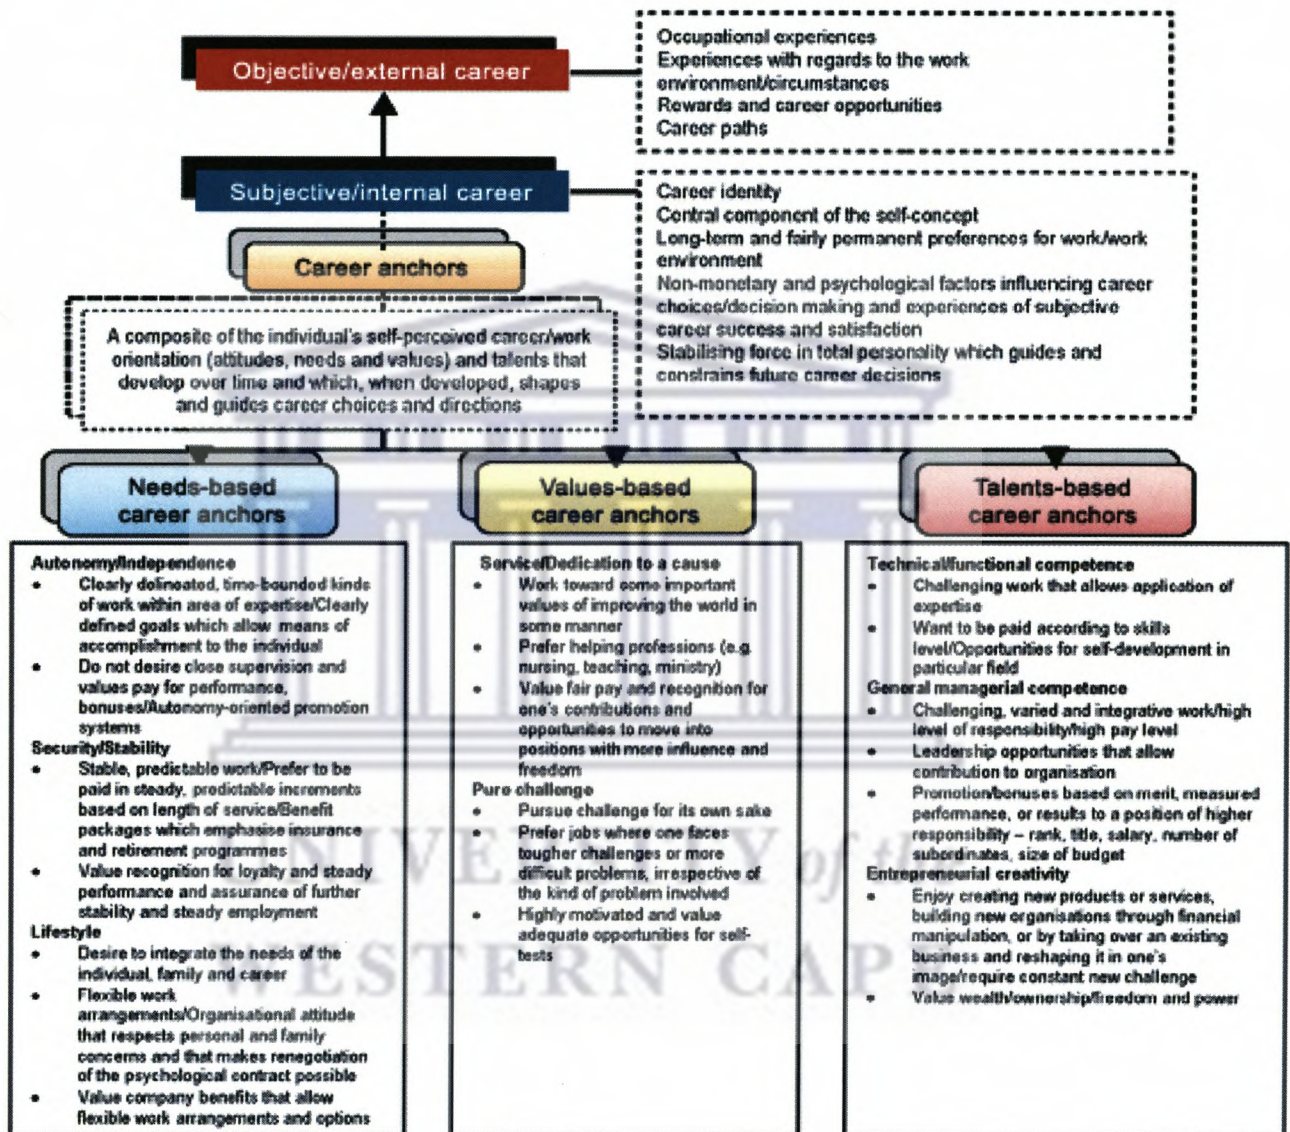 Objective/external career
Occupational experiences
Experiences with regards to the work
environment/circumstances
Rewards and career opportunities
Career paths
Subjective/internal career
Career identity
Central component of the self-concept
Long-term and fairly permanent preferences for work/work
environment
Non-monetary and psychological factors influencing career
choices/decision making and experiences of subjective
career success and satisfaction
Stabilising force in total personality which guides and
constrains future career decisions
Career anchors
A composite of the individual's self-perceived career/work
orientation (attitudes, needs and values) and talents that
develop over time and which, when developed, shapes
and guides career choices and directions
Needs-based
career anchors
Autonomy/Independence
• Clearly delineated, time-bounded kinds
of work within area of expertise/Clearly
defined goals which allow means of
accomplishment to the individual
• Do not desire close supervision and
values pay for performance,
bonuses/Autonomy-oriented promotion
systems
Security/Stability
• Stable, predictable work/Prefer to be
paid in steady, predictable increments
based on length of service/Benefit
packages which emphasise insurance
and retirement programmes
• Value recognition for loyalty and steady
performance and assurance of further
stability and steady employment
Lifestyle
• Desire to integrate the needs of the
individual, family and career
• Flexible work
arrangements/Organisational attitude
that respects personal and family
concerns and that makes renegotiation
of the psychological contract possible
• Value company benefits that allow
flexible work arrangements and options
Values-based
career anchors
Service/Dedication to a cause
• Work toward some important
values of improving the world in
some manner
• Prefer helping professions (e.g.
nursing, teaching, ministry)
• Value fair pay and recognition for
one's contributions and
opportunities to move into
positions with more influence and
freedom
Pure challenge
• Pursue challenge for its own sake
• Prefer jobs where one faces
tougher challenges or more
difficult problems, irrespective of
the kind of problem involved
• Highly motivated and value
adequate opportunities for self-
tests
Talents-based
career anchors
Technical/functional competence
• Challenging work that allows application of
expertise
• Want to be paid according to skills
level/Opportunities for self-development in
particular field
General managerial competence
• Challenging, varied and integrative work/high
level of responsibility/high pay level
• Leadership opportunities that allow
contribution to organisation
• Promotion/bonuses based on merit, measured
performance, or results to a position of higher
responsibility – rank, title, salary, number of
subordinates, size of budget
Entrepreneurial creativity
• Enjoy creating new products or services,
building new organisations through financial
manipulation, or by taking over an existing
business and reshaping it in one's
image/require constant new challenge
• Value wealth/ownership/freedom and power
NIVERSITY of th
WESTERN CAP